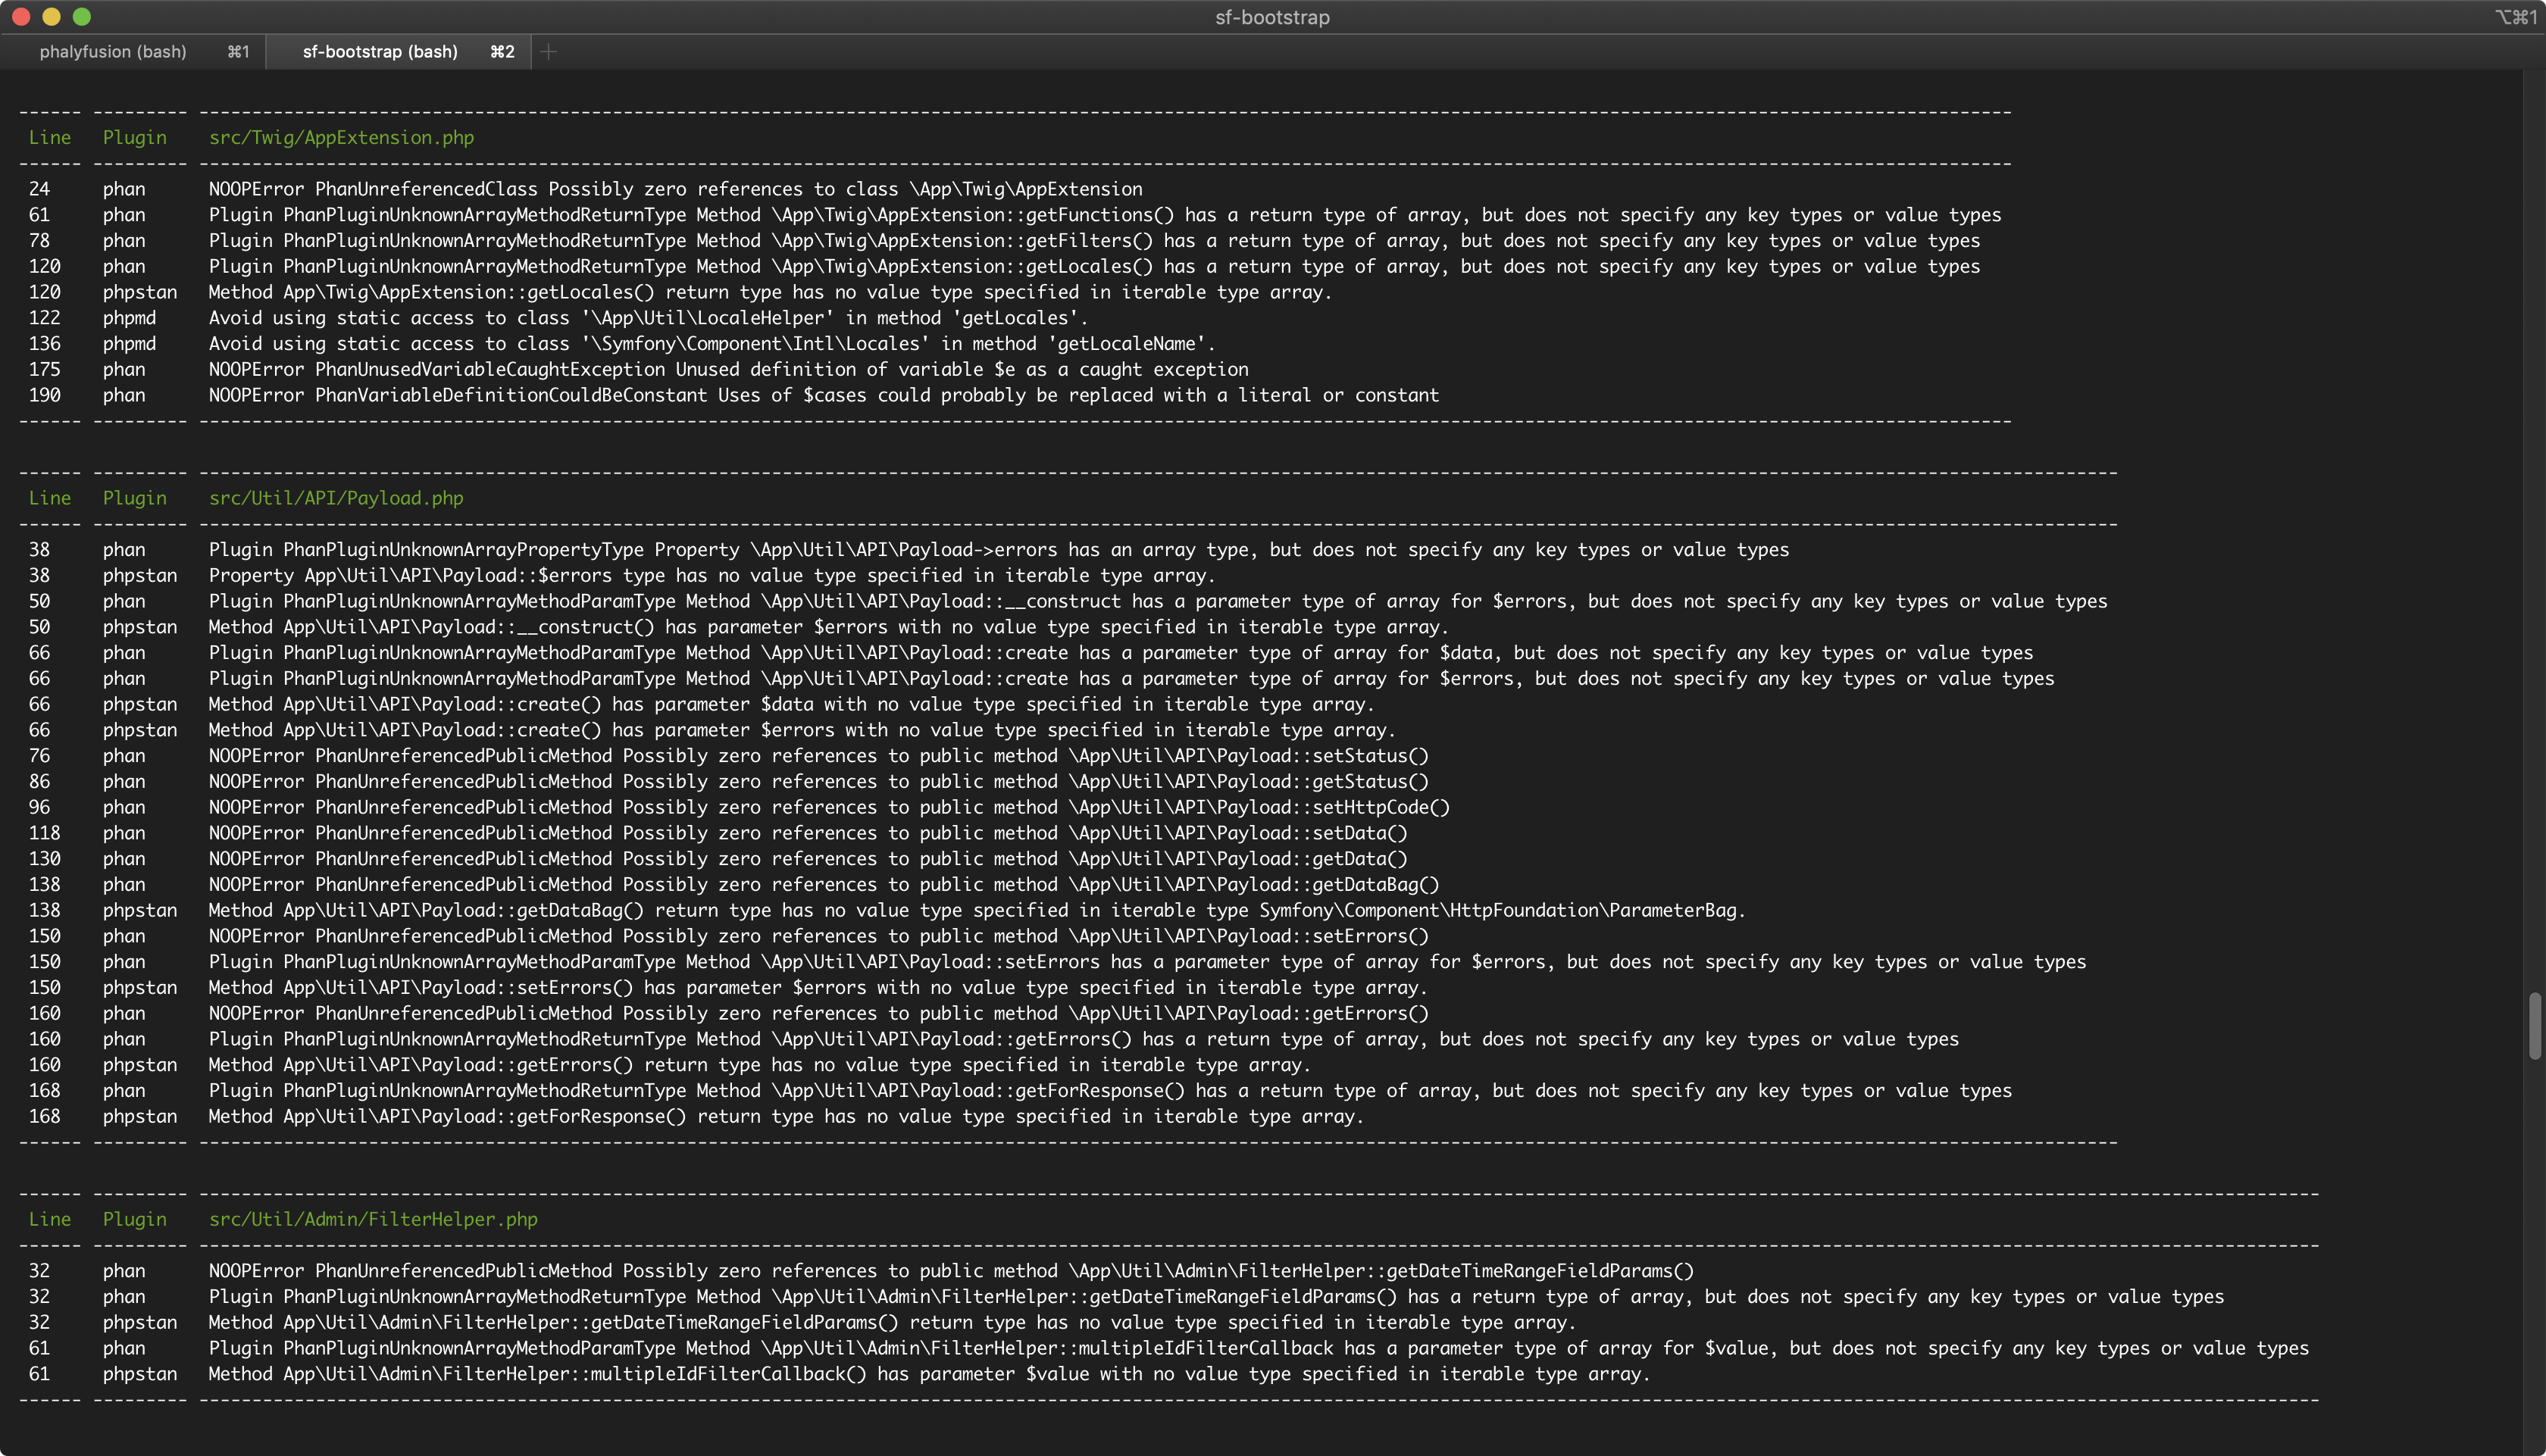 sf-bootstrap ⌥⌘1
phalyfusion (bash) ⌘1 sf-bootstrap (bash) ⌘2
Line Plugin src/Twig/AppExtension.php
24 phan NOOPError PhanUnreferencedClass Possibly zero references to class \App\Twig\AppExtension
61 phan Plugin PhanPluginUnknownArrayMethodReturnType Method \App\Twig\AppExtension::getFunctions() has a return type of array, but does not specify any key types or value types
78 phan Plugin PhanPluginUnknownArrayMethodReturnType Method \App\Twig\AppExtension::getFilters() has a return type of array, but does not specify any key types or value types
120 phan Plugin PhanPluginUnknownArrayMethodReturnType Method \App\Twig\AppExtension::getLocales() has a return type of array, but does not specify any key types or value types
120 phpstan Method App\Twig\AppExtension::getLocales() return type has no value type specified in iterable type array.
122 phpmd Avoid using static access to class '\App\Util\LocaleHelper' in method 'getLocales'.
136 phpmd Avoid using static access to class '\Symfony\Component\Intl\Locales' in method 'getLocaleName'.
175 phan NOOPError PhanUnusedVariableCaughtException Unused definition of variable $e as a caught exception
190 phan NOOPError PhanVariableDefinitionCouldBeConstant Uses of $cases could probably be replaced with a literal or constant
Line Plugin src/Util/API/Payload.php
38 phan Plugin PhanPluginUnknownArrayPropertyType Property \App\Util\API\Payload->errors has an array type, but does not specify any key types or value types
38 phpstan Property App\Util\API\Payload::$errors type has no value type specified in iterable type array.
50 phan Plugin PhanPluginUnknownArrayMethodParamType Method \App\Util\API\Payload::__construct has a parameter type of array for $errors, but does not specify any key types or value types
50 phpstan Method App\Util\API\Payload::__construct() has parameter $errors with no value type specified in iterable type array.
66 phan Plugin PhanPluginUnknownArrayMethodParamType Method \App\Util\API\Payload::create has a parameter type of array for $data, but does not specify any key types or value types
66 phan Plugin PhanPluginUnknownArrayMethodParamType Method \App\Util\API\Payload::create has a parameter type of array for $errors, but does not specify any key types or value types
66 phpstan Method App\Util\API\Payload::create() has parameter $data with no value type specified in iterable type array.
66 phpstan Method App\Util\API\Payload::create() has parameter $errors with no value type specified in iterable type array.
76 phan NOOPError PhanUnreferencedPublicMethod Possibly zero references to public method \App\Util\API\Payload::setStatus()
86 phan NOOPError PhanUnreferencedPublicMethod Possibly zero references to public method \App\Util\API\Payload::getStatus()
96 phan NOOPError PhanUnreferencedPublicMethod Possibly zero references to public method \App\Util\API\Payload::setHttpCode()
118 phan NOOPError PhanUnreferencedPublicMethod Possibly zero references to public method \App\Util\API\Payload::setData()
130 phan NOOPError PhanUnreferencedPublicMethod Possibly zero references to public method \App\Util\API\Payload::getData()
138 phan NOOPError PhanUnreferencedPublicMethod Possibly zero references to public method \App\Util\API\Payload::getDataBag()
138 phpstan Method App\Util\API\Payload::getDataBag() return type has no value type specified in iterable type Symfony\Component\HttpFoundation\ParameterBag.
150 phan NOOPError PhanUnreferencedPublicMethod Possibly zero references to public method \App\Util\API\Payload::setErrors()
150 phan Plugin PhanPluginUnknownArrayMethodParamType Method \App\Util\API\Payload::setErrors has a parameter type of array for $errors, but does not specify any key types or value types
150 phpstan Method App\Util\API\Payload::setErrors() has parameter $errors with no value type specified in iterable type array.
160 phan NOOPError PhanUnreferencedPublicMethod Possibly zero references to public method \App\Util\API\Payload::getErrors()
160 phan Plugin PhanPluginUnknownArrayMethodReturnType Method \App\Util\API\Payload::getErrors() has a return type of array, but does not specify any key types or value types
160 phpstan Method App\Util\API\Payload::getErrors() return type has no value type specified in iterable type array.
168 phan Plugin PhanPluginUnknownArrayMethodReturnType Method \App\Util\API\Payload::getForResponse() has a return type of array, but does not specify any key types or value types
168 phpstan Method App\Util\API\Payload::getForResponse() return type has no value type specified in iterable type array.
Line Plugin src/Util/Admin/FilterHelper.php
32 phan NOOPError PhanUnreferencedPublicMethod Possibly zero references to public method \App\Util\Admin\FilterHelper::getDateTimeRangeFieldParams()
32 phan Plugin PhanPluginUnknownArrayMethodReturnType Method \App\Util\Admin\FilterHelper::getDateTimeRangeFieldParams() has a return type of array, but does not specify any key types or value types
32 phpstan Method App\Util\Admin\FilterHelper::getDateTimeRangeFieldParams() return type has no value type specified in iterable type array.
61 phan Plugin PhanPluginUnknownArrayMethodParamType Method \App\Util\Admin\FilterHelper::multipleIdFilterCallback has a parameter type of array for $value, but does not specify any key types or value types
61 phpstan Method App\Util\Admin\FilterHelper::multipleIdFilterCallback() has parameter $value with no value type specified in iterable type array.